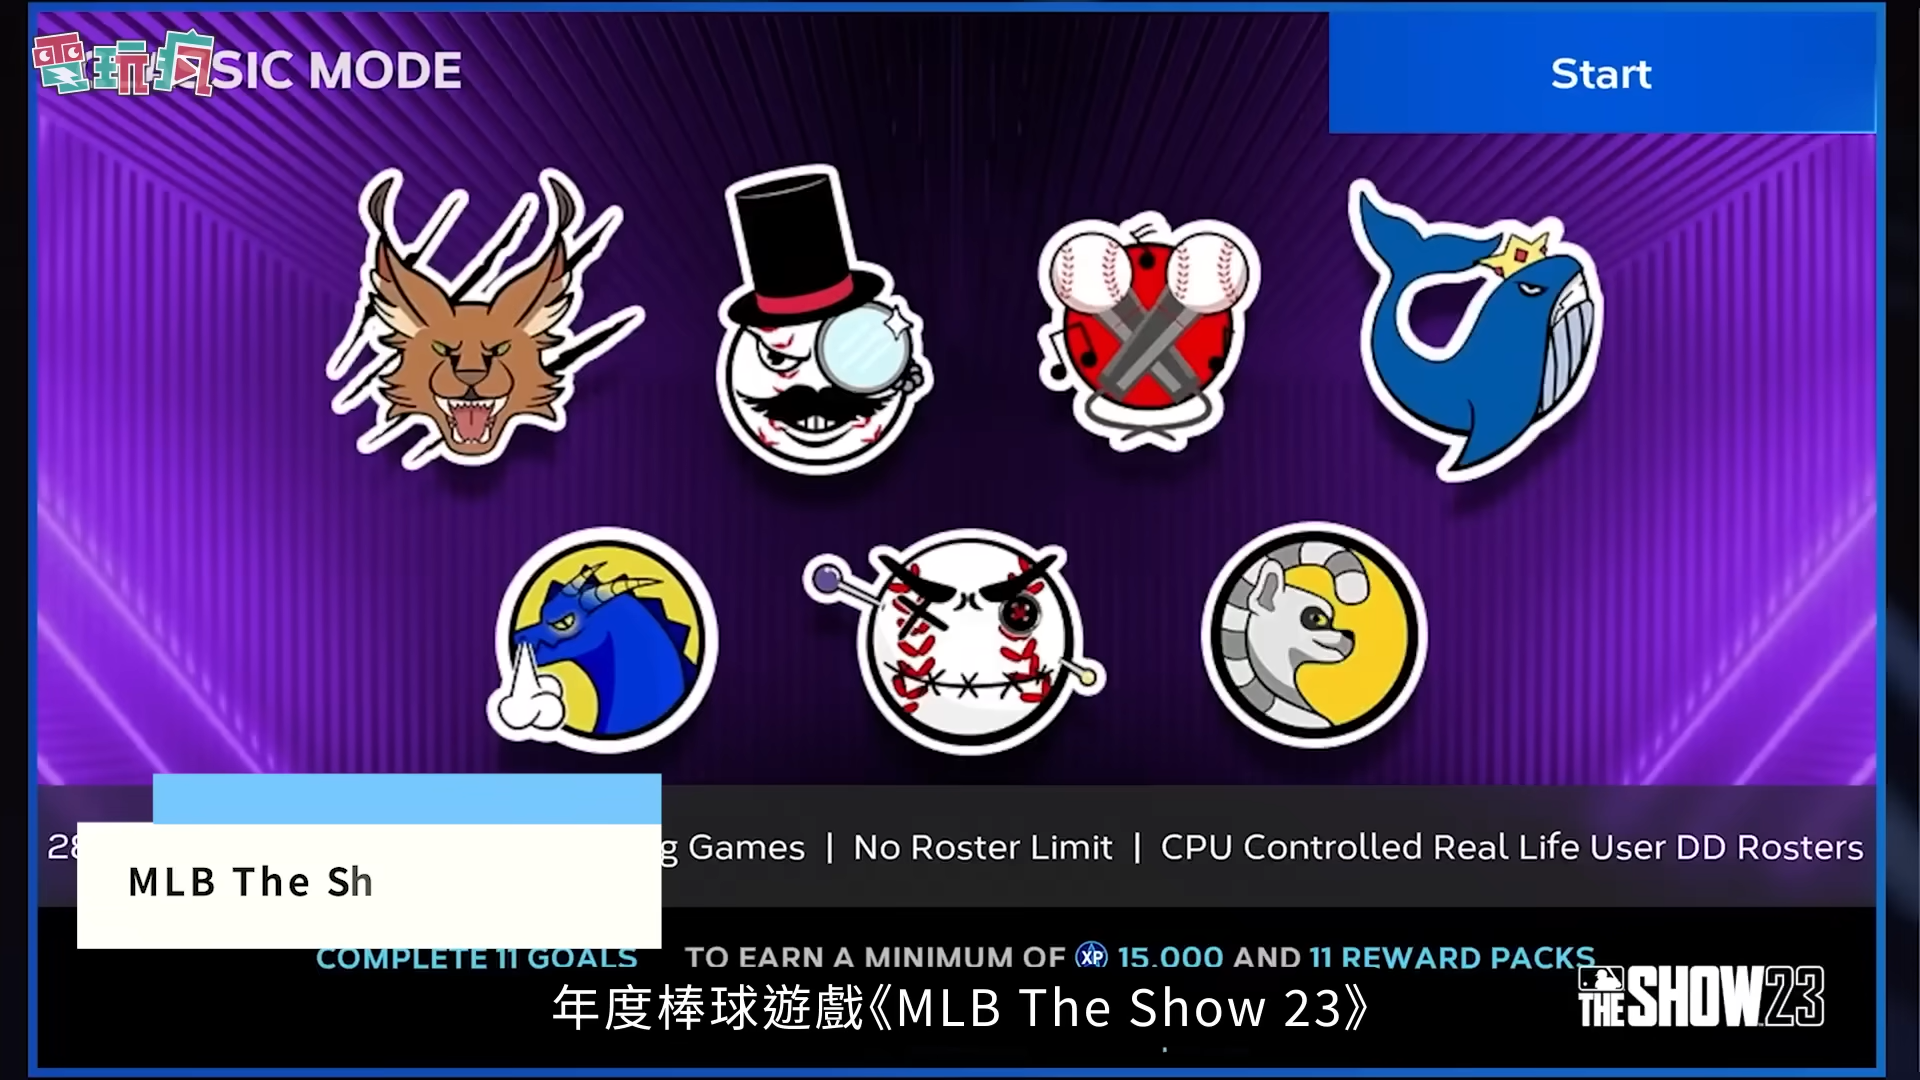 電玩瘋
SIC MODE
Start
28
g Games | No Roster Limit | CPU Controlled Real Life User DD Rosters
MLB The Sh
COMPLETE 11 GOALS TO EARN A MINIMUM OF XP 15,000 AND 11 REWARD PACKS
年度棒球遊戲《MLB The Show 23》
THE SHOW 23